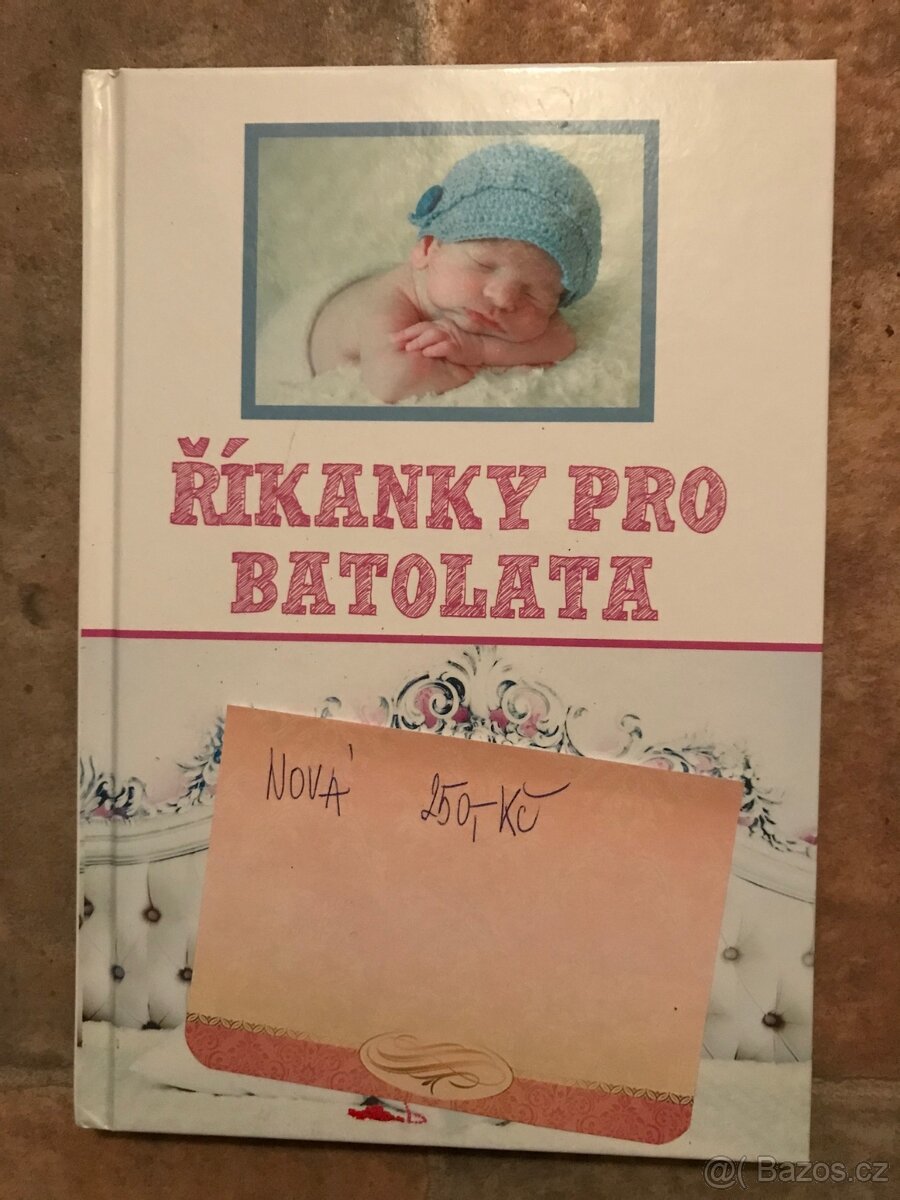 ŘÍKANKY PRO
BATOLATA
NOVÁ 250,- Kč
@( Bazos.cz